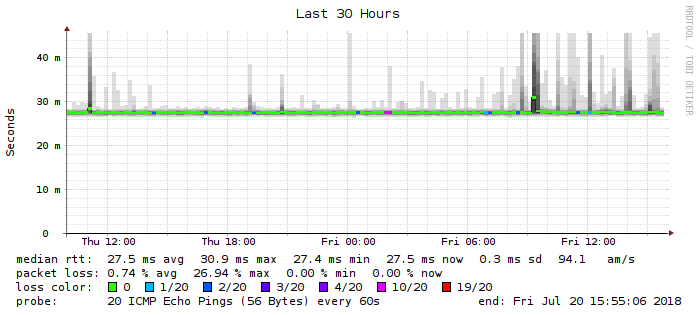 Last 30 Hours
RRDTOOL / TOBI OETIKER
Seconds
40 m
30 m
20 m
10 m
0
Thu 12:00 Thu 18:00 Fri 00:00 Fri 06:00 Fri 12:00
median rtt: 27.5 ms avg 30.9 ms max 27.4 ms min 27.5 ms now 0.3 ms sd 94.1 am/s
packet loss: 0.74 % avg 26.94 % max 0.00 % min 0.00 % now
loss color: 0 1/20 2/20 3/20 4/20 10/20 19/20
probe: 20 ICMP Echo Pings (56 Bytes) every 60s end: Fri Jul 20 15:55:06 2018